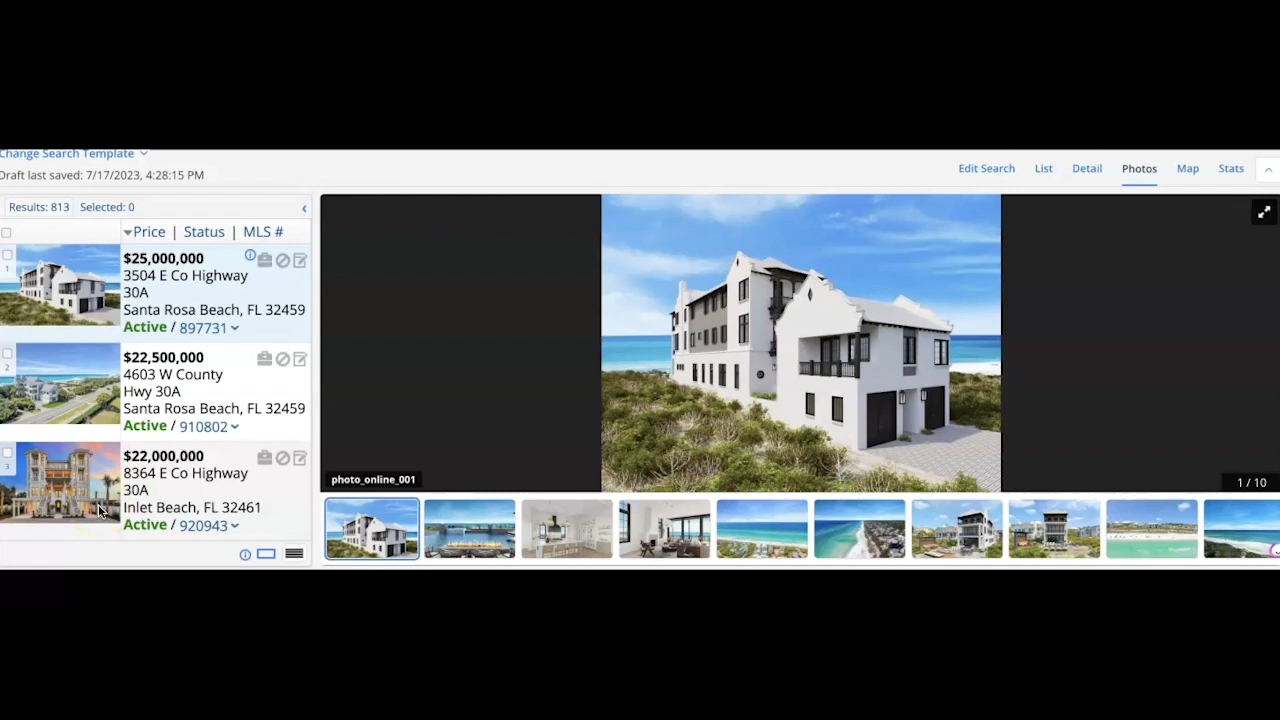 Change Search Template
Draft last saved: 7/17/2023, 4:28:15 PM
Edit Search List Detail Photos Map Stats
Results: 813 Selected: 0
Price | Status | MLS #
1
$25,000,000
3504 E Co Highway
30A
Santa Rosa Beach, FL 32459
Active / 897731
2
$22,500,000
4603 W County
Hwy 30A
Santa Rosa Beach, FL 32459
Active / 910802
3
$22,000,000
8364 E Co Highway
30A
Inlet Beach, FL 32461
Active / 920943
photo_online_001
1 / 10